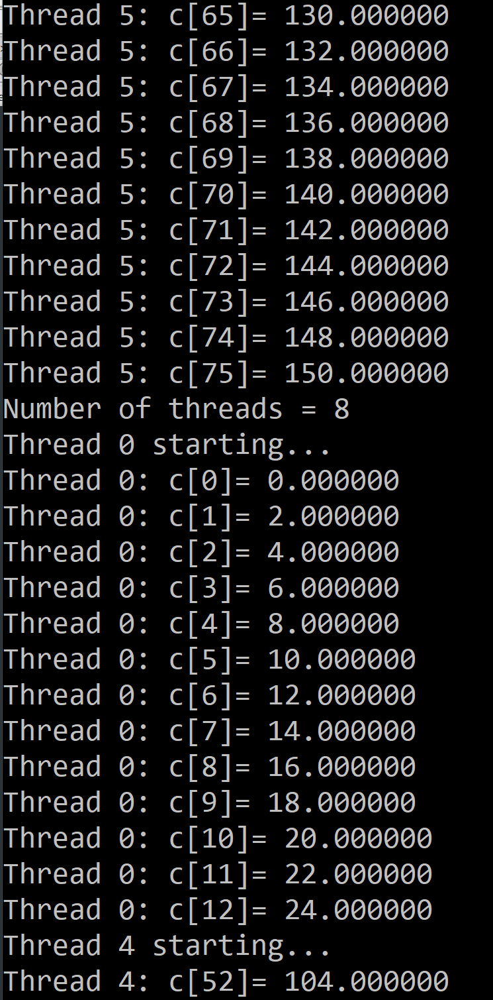 Thread 5: c[65]= 130.000000
Thread 5: c[66]= 132.000000
Thread 5: c[67]= 134.000000
Thread 5: c[68]= 136.000000
Thread 5: c[69]= 138.000000
Thread 5: c[70]= 140.000000
Thread 5: c[71]= 142.000000
Thread 5: c[72]= 144.000000
Thread 5: c[73]= 146.000000
Thread 5: c[74]= 148.000000
Thread 5: c[75]= 150.000000
Number of threads = 8
Thread 0 starting...
Thread 0: c[0]= 0.000000
Thread 0: c[1]= 2.000000
Thread 0: c[2]= 4.000000
Thread 0: c[3]= 6.000000
Thread 0: c[4]= 8.000000
Thread 0: c[5]= 10.000000
Thread 0: c[6]= 12.000000
Thread 0: c[7]= 14.000000
Thread 0: c[8]= 16.000000
Thread 0: c[9]= 18.000000
Thread 0: c[10]= 20.000000
Thread 0: c[11]= 22.000000
Thread 0: c[12]= 24.000000
Thread 4 starting...
Thread 4: c[52]= 104.000000